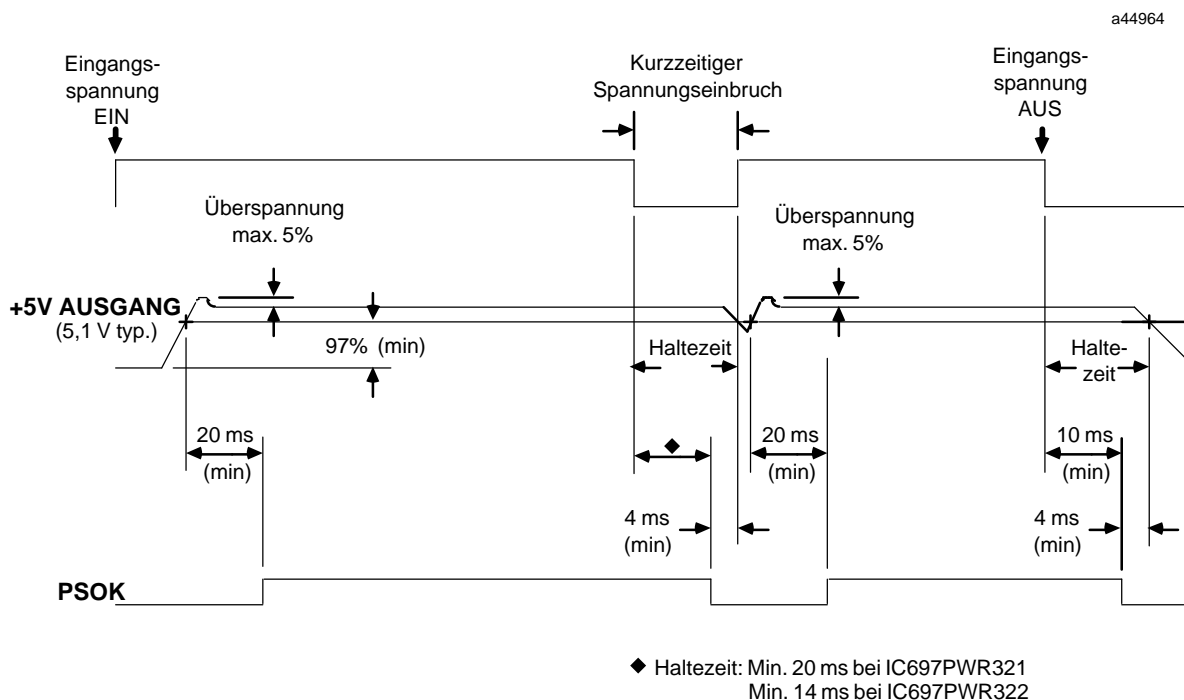 a44964
Eingangs-
spannung
EIN
Kurzzeitiger
Spannungseinbruch
Eingangs-
spannung
AUS
Überspannung
max. 5%
Überspannung
max. 5%
+5V AUSGANG
(5,1 V typ.)
97% (min)
Haltezeit
Halte-
zeit
20 ms
(min)
◆
20 ms
(min)
10 ms
(min)
4 ms
(min)
4 ms
(min)
PSOK
◆ Haltezeit: Min. 20 ms bei IC697PWR321
Min. 14 ms bei IC697PWR322